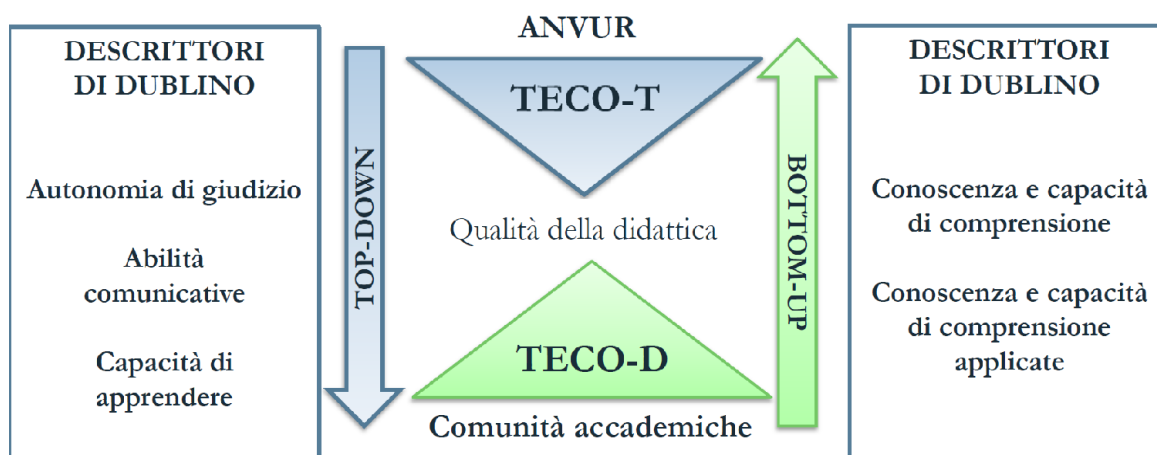 DESCRITTORI
DI DUBLINO
Autonomia di giudizio
Abilità
comunicative
Capacità di
apprendere
TOP-DOWN
ANVUR
TECO-T
Qualità della didattica
TECO-D
Comunità accademiche
BOTTOM-UP
DESCRITTORI
DI DUBLINO
Conoscenza e capacità
di comprensione
Conoscenza e capacità
di comprensione
applicate